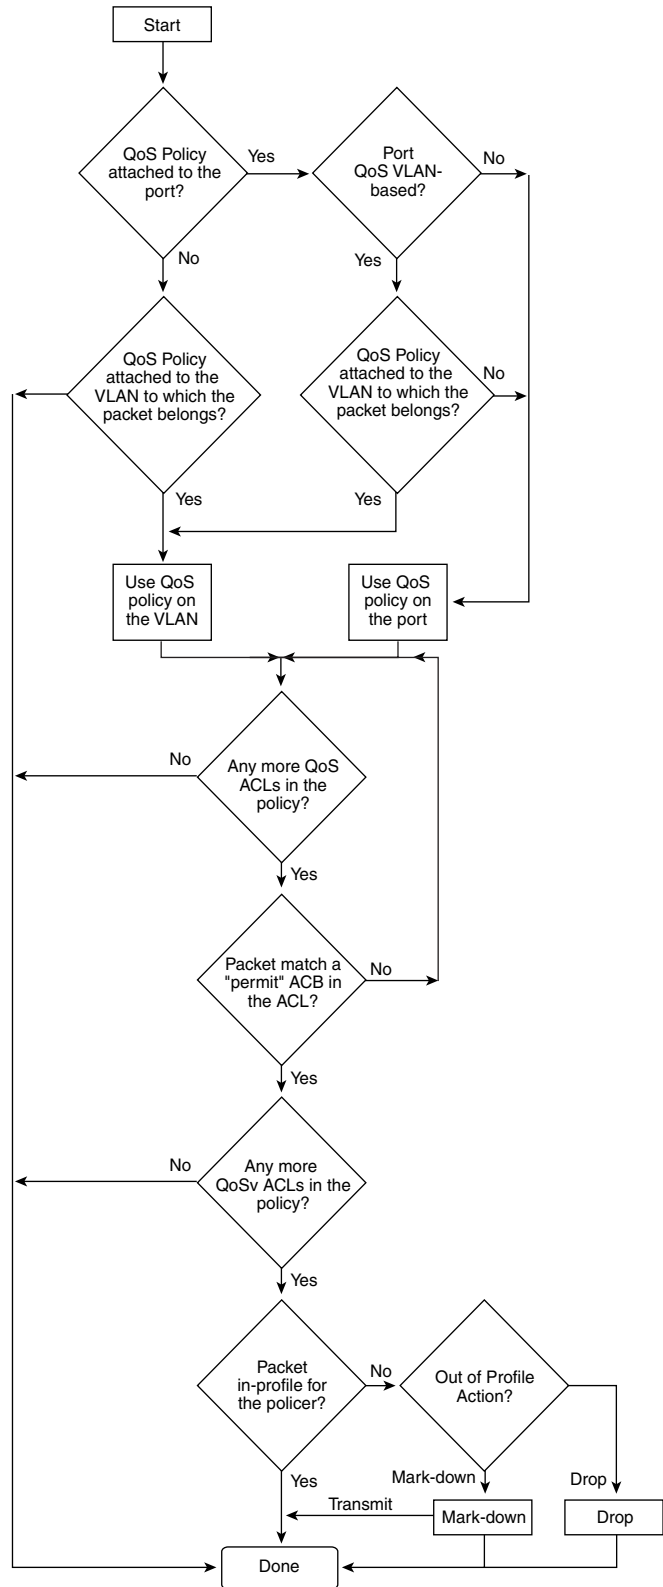 Start
QoS Policy
attached to the
port?
Yes
Port
QoS VLAN-
based?
No
No
Yes
QoS Policy
attached to the
VLAN to which the
packet belongs?
QoS Policy
attached to the
VLAN to which the
packet belongs?
No
Yes
Yes
Use QoS
policy on
the VLAN
Use QoS
policy on
the port
No
Any more QoS
ACLs in the
policy?
Yes
Packet match a
"permit" ACB in
the ACL?
No
Yes
No
Any more
QoSv ACLs in the
policy?
Yes
Packet
in-profile for
the policer?
No
Out of Profile
Action?
Yes
Mark-down
Drop
Transmit
Mark-down
Drop
Done